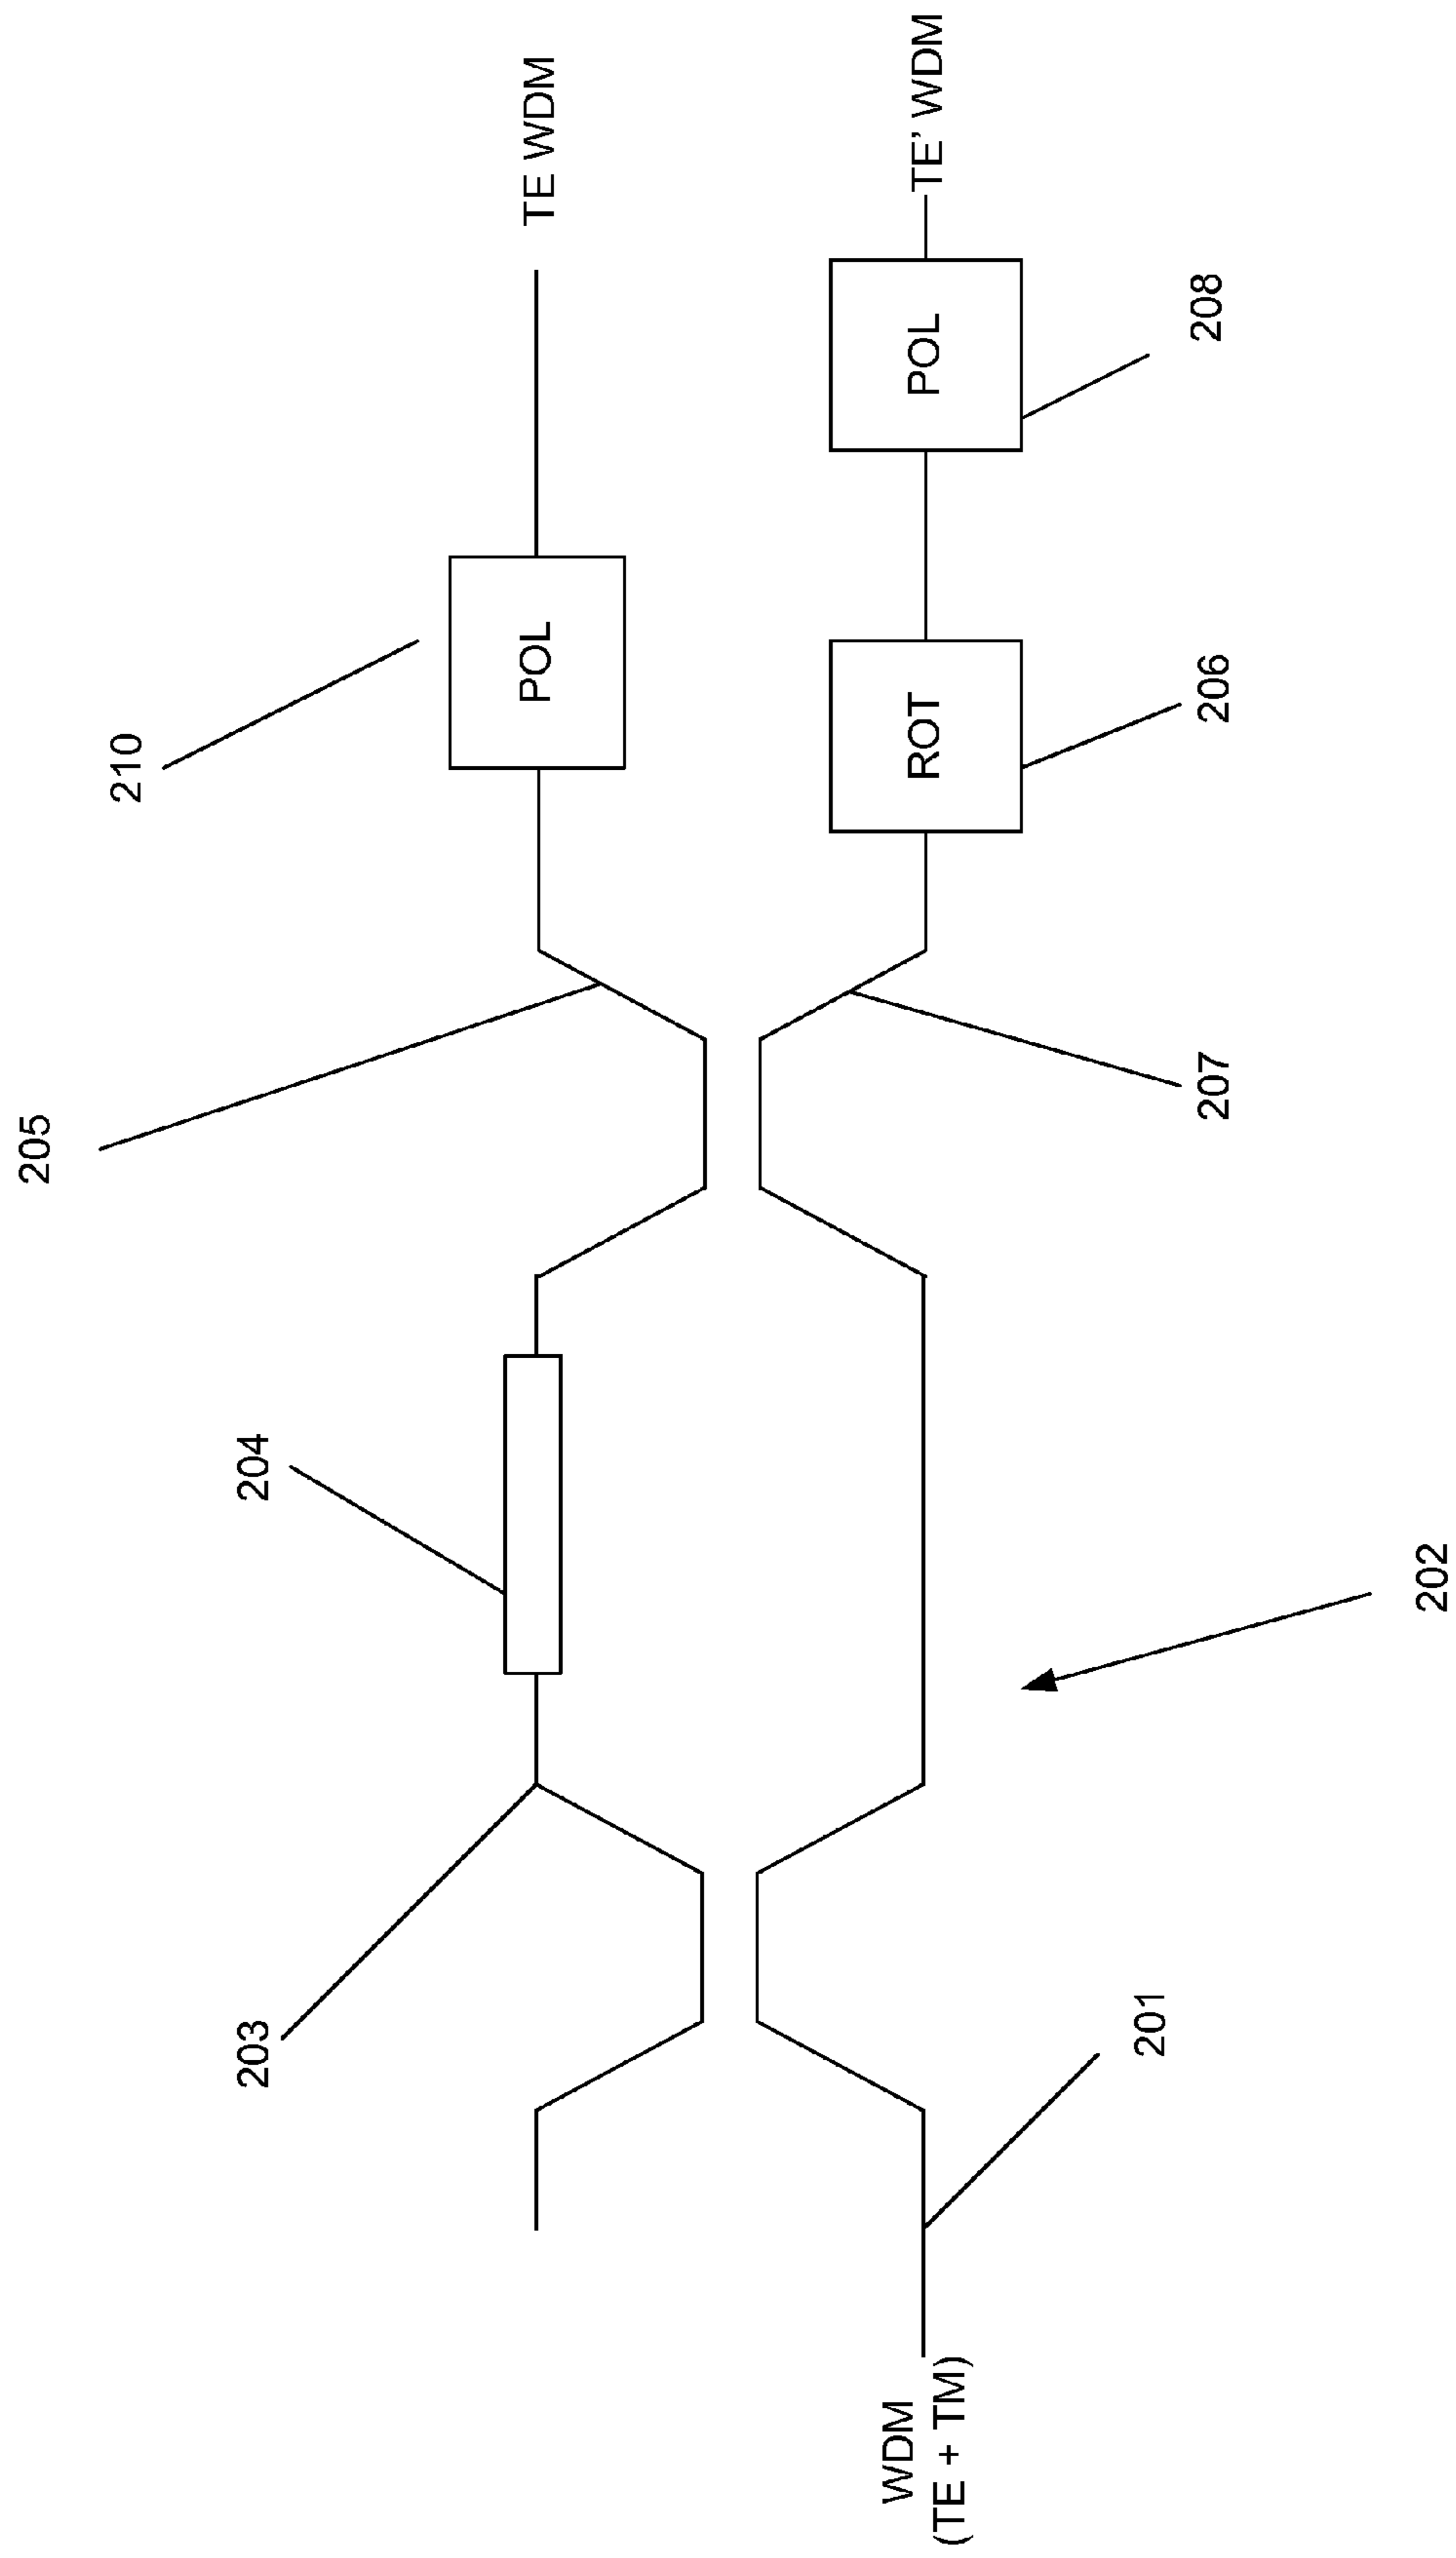 205
210
203
204
TE WDM
POL
WDM
(TE + TM)
ROT
POL
TE' WDM
201
202
207
206
208